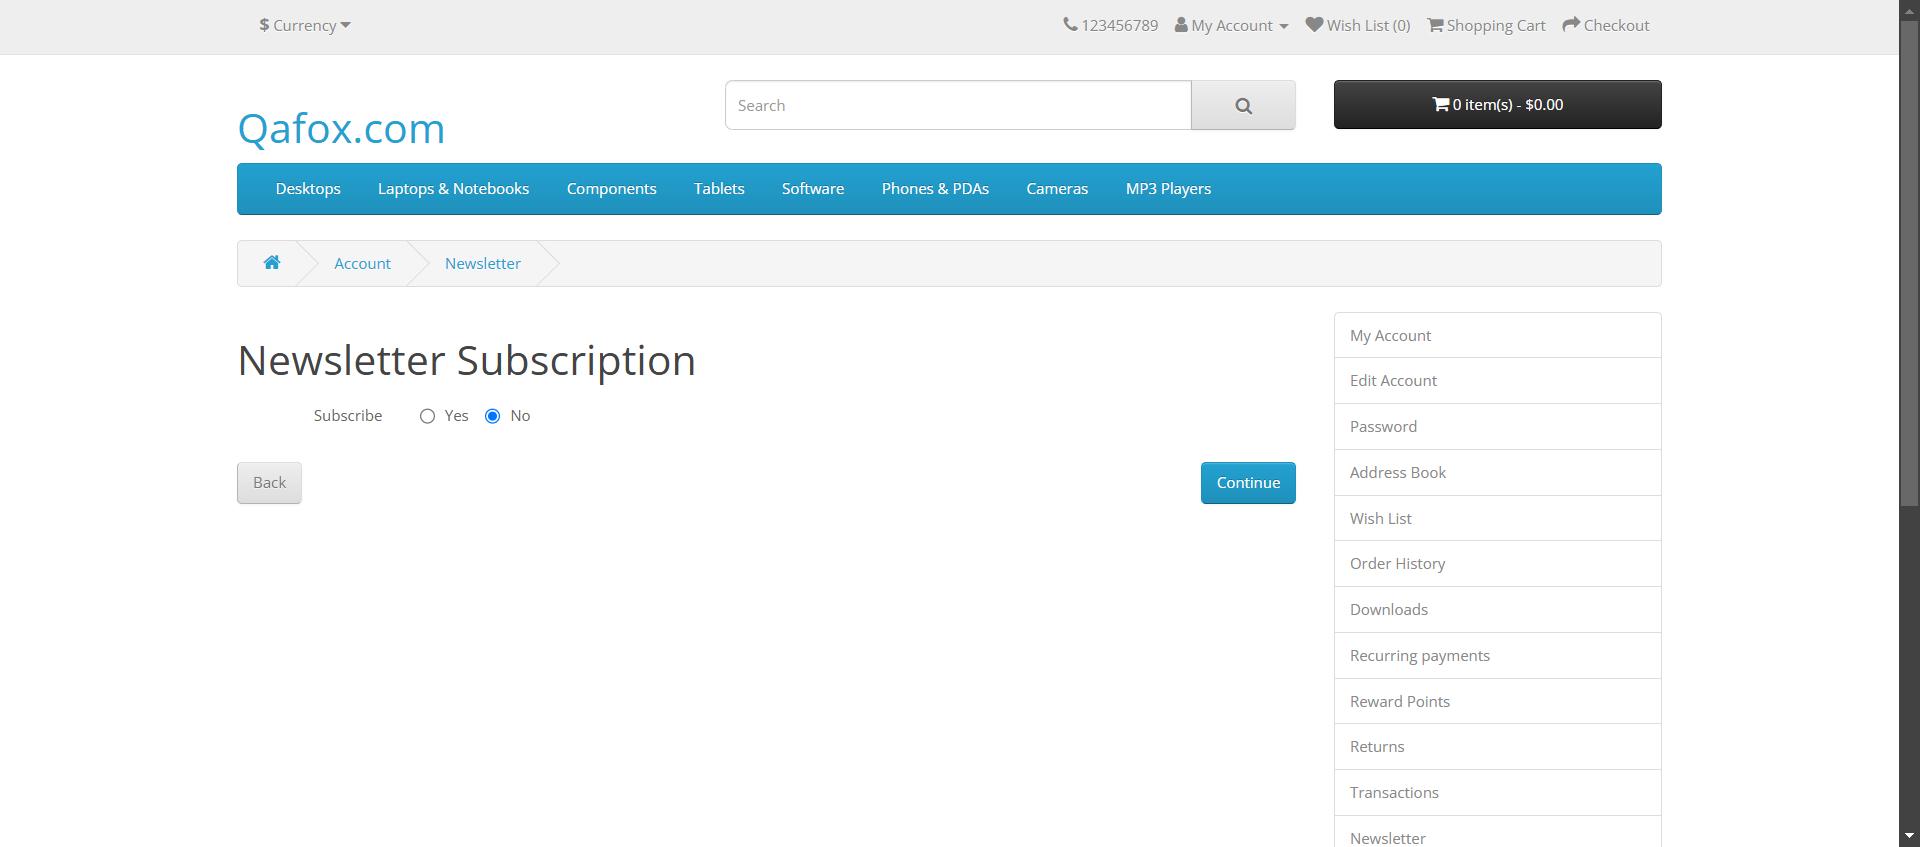 $ Currency
123456789 My Account Wish List (0) Shopping Cart Checkout
Qafox.com
Search
0 item(s) - $0.00
Desktops Laptops & Notebooks Components Tablets Software Phones & PDAs Cameras MP3 Players
Account Newsletter
Newsletter Subscription
Subscribe Yes No
Back Continue
My Account
Edit Account
Password
Address Book
Wish List
Order History
Downloads
Recurring payments
Reward Points
Returns
Transactions
Newsletter